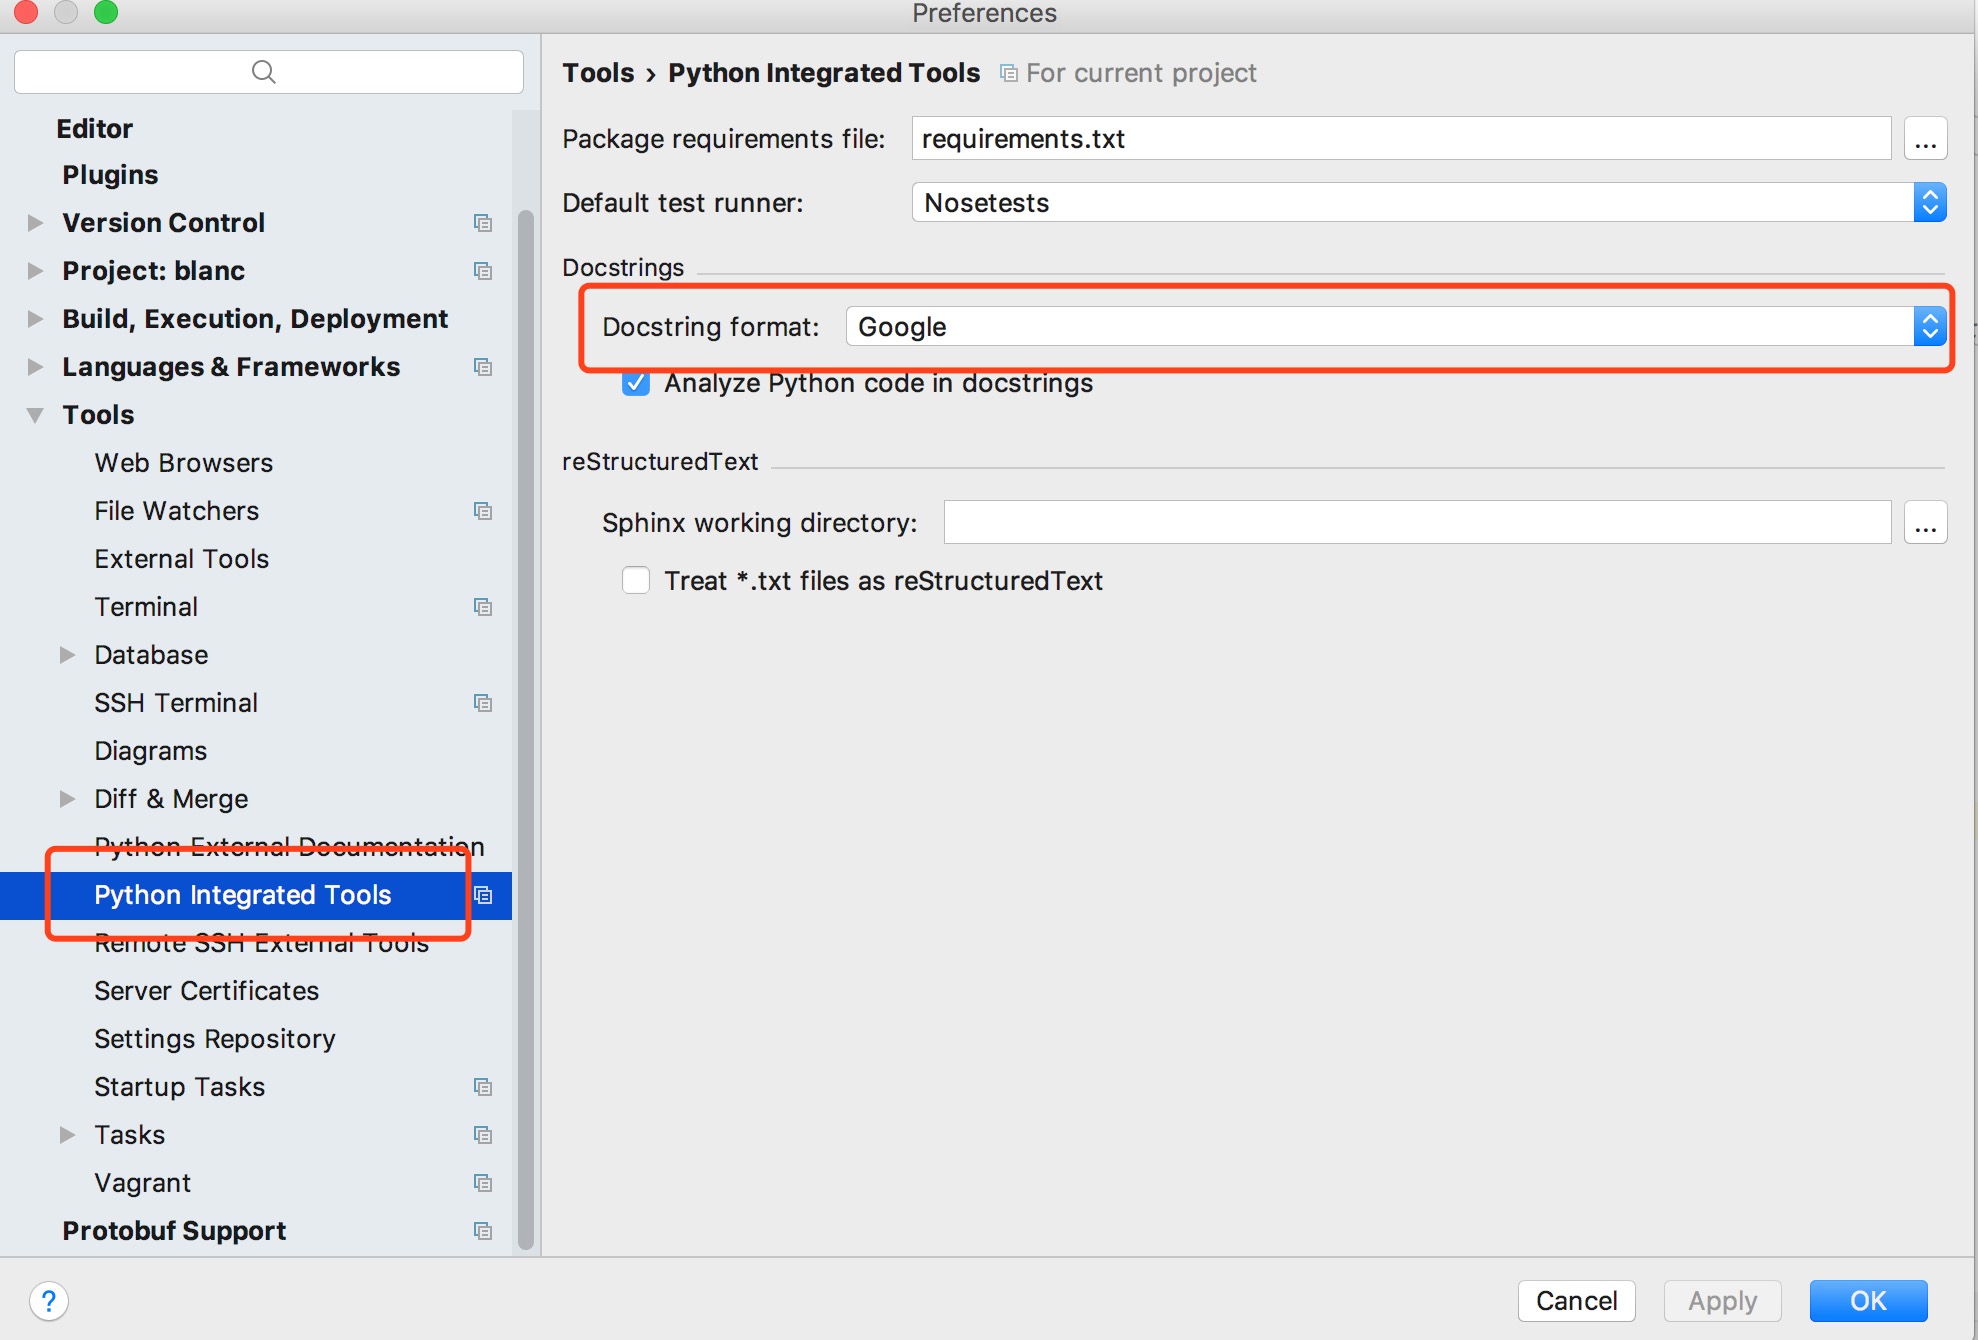 Preferences
Tools › Python Integrated Tools For current project
Editor
Plugins
Version Control
Project: blanc
Build, Execution, Deployment
Languages & Frameworks
Tools
Web Browsers
File Watchers
External Tools
Terminal
Database
SSH Terminal
Diagrams
Diff & Merge
Python External Documentation
Python Integrated Tools
Remote SSH External Tools
Server Certificates
Settings Repository
Startup Tasks
Tasks
Vagrant
Protobuf Support
Package requirements file: requirements.txt ...
Default test runner: Nosetests
Docstrings
Docstring format: Google
Analyze Python code in docstrings
reStructuredText
Sphinx working directory: ...
Treat *.txt files as reStructuredText
? Cancel Apply OK